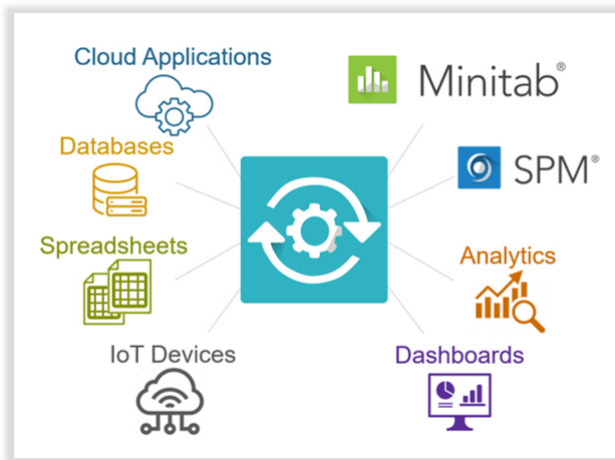 Cloud Applications
Minitab®
Databases
SPM®
Spreadsheets
Analytics
IoT Devices
Dashboards